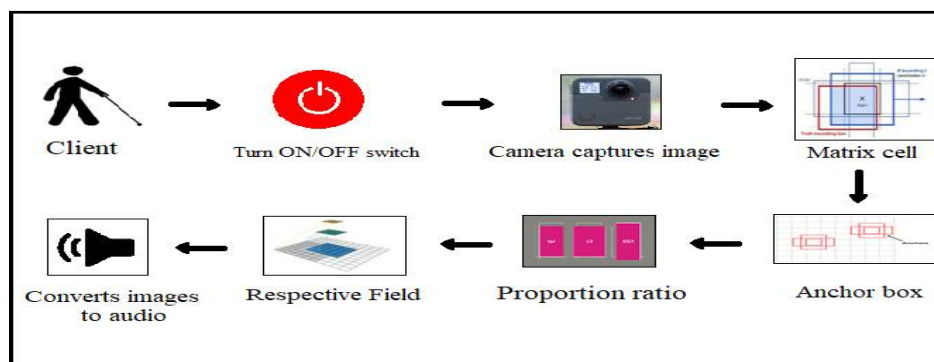 Client
Turn ON/OFF switch
Camera captures image
Matrix cell
Converts images
to audio
Respective Field
Proportion ratio
Anchor box